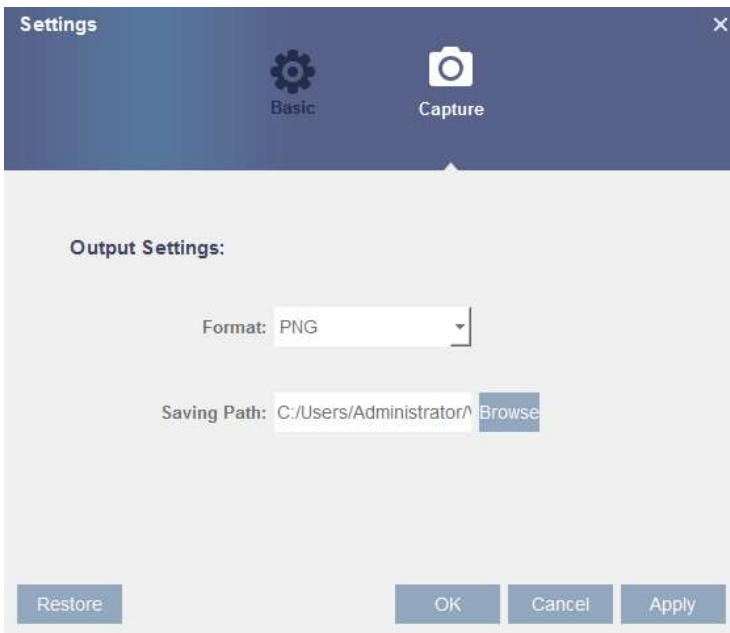 Settings
Basic
Capture
Output Settings:
Format: PNG
Saving Path: C:/Users/Administrator/ Browse
Restore OK Cancel Apply